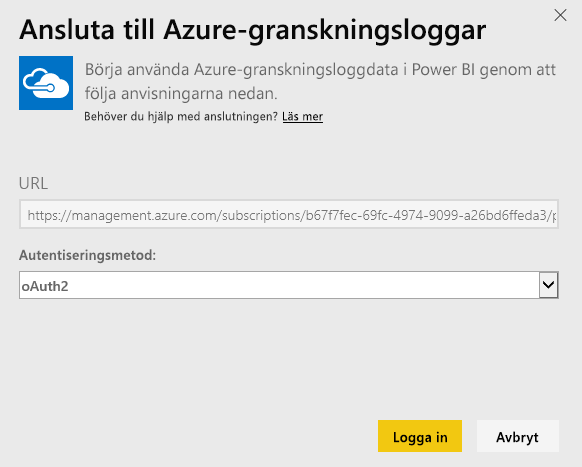 Ansluta till Azure-granskningsloggar
Börja använda Azure-granskningsloggdata i Power BI genom att
följa anvisningarna nedan.
Behöver du hjälp med anslutningen? Läs mer
URL
https://management.azure.com/subscriptions/b67f7fec-69fc-4974-9099-a26bd6ffeda3/p
Autentiseringsmetod:
oAuth2
Logga in
Avbryt